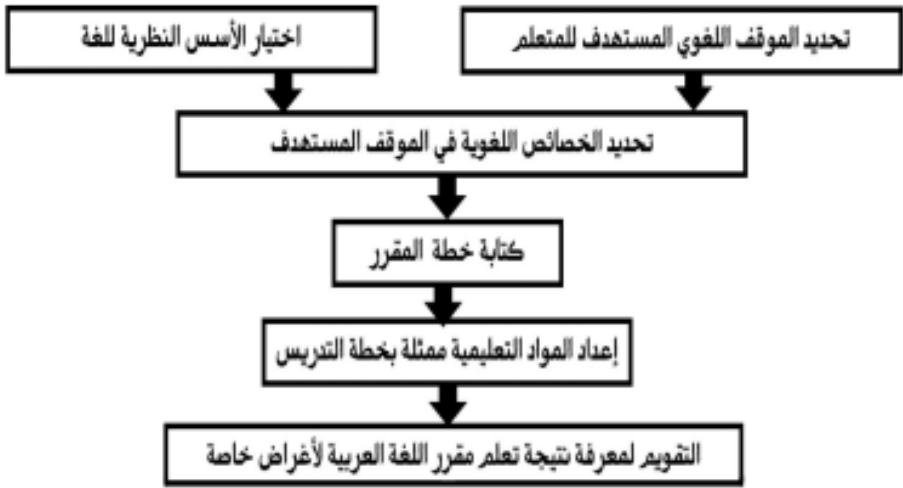 تحديد الموقف اللغوي المستهدف للمتعلم
اختيار الأسس النظرية للغة
تحديد الخصائص اللغوية في الموقف المستهدف
كتابة خطة المقرر
إعداد المواد التعليمية ممثلة بخطة التدريس
التقويم لمعرفة نتيجة تعلم مقرر اللغة العربية لأغراض خاصة